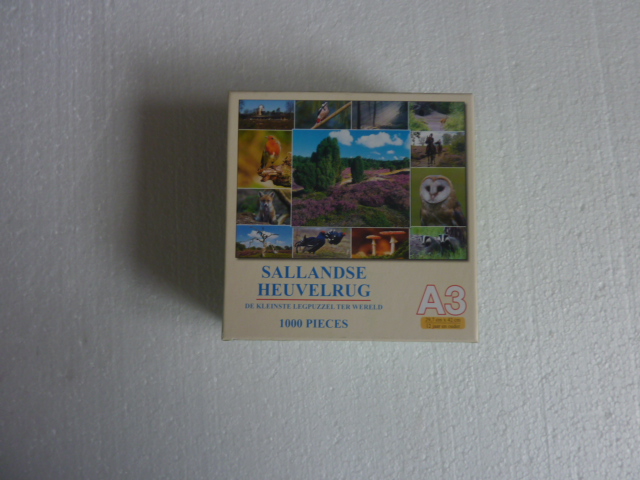 SALLANDSE
HEUVELRUG
DE KLEINSTE LEGPUZZEL TER WERELD
1000 PIECES
A3